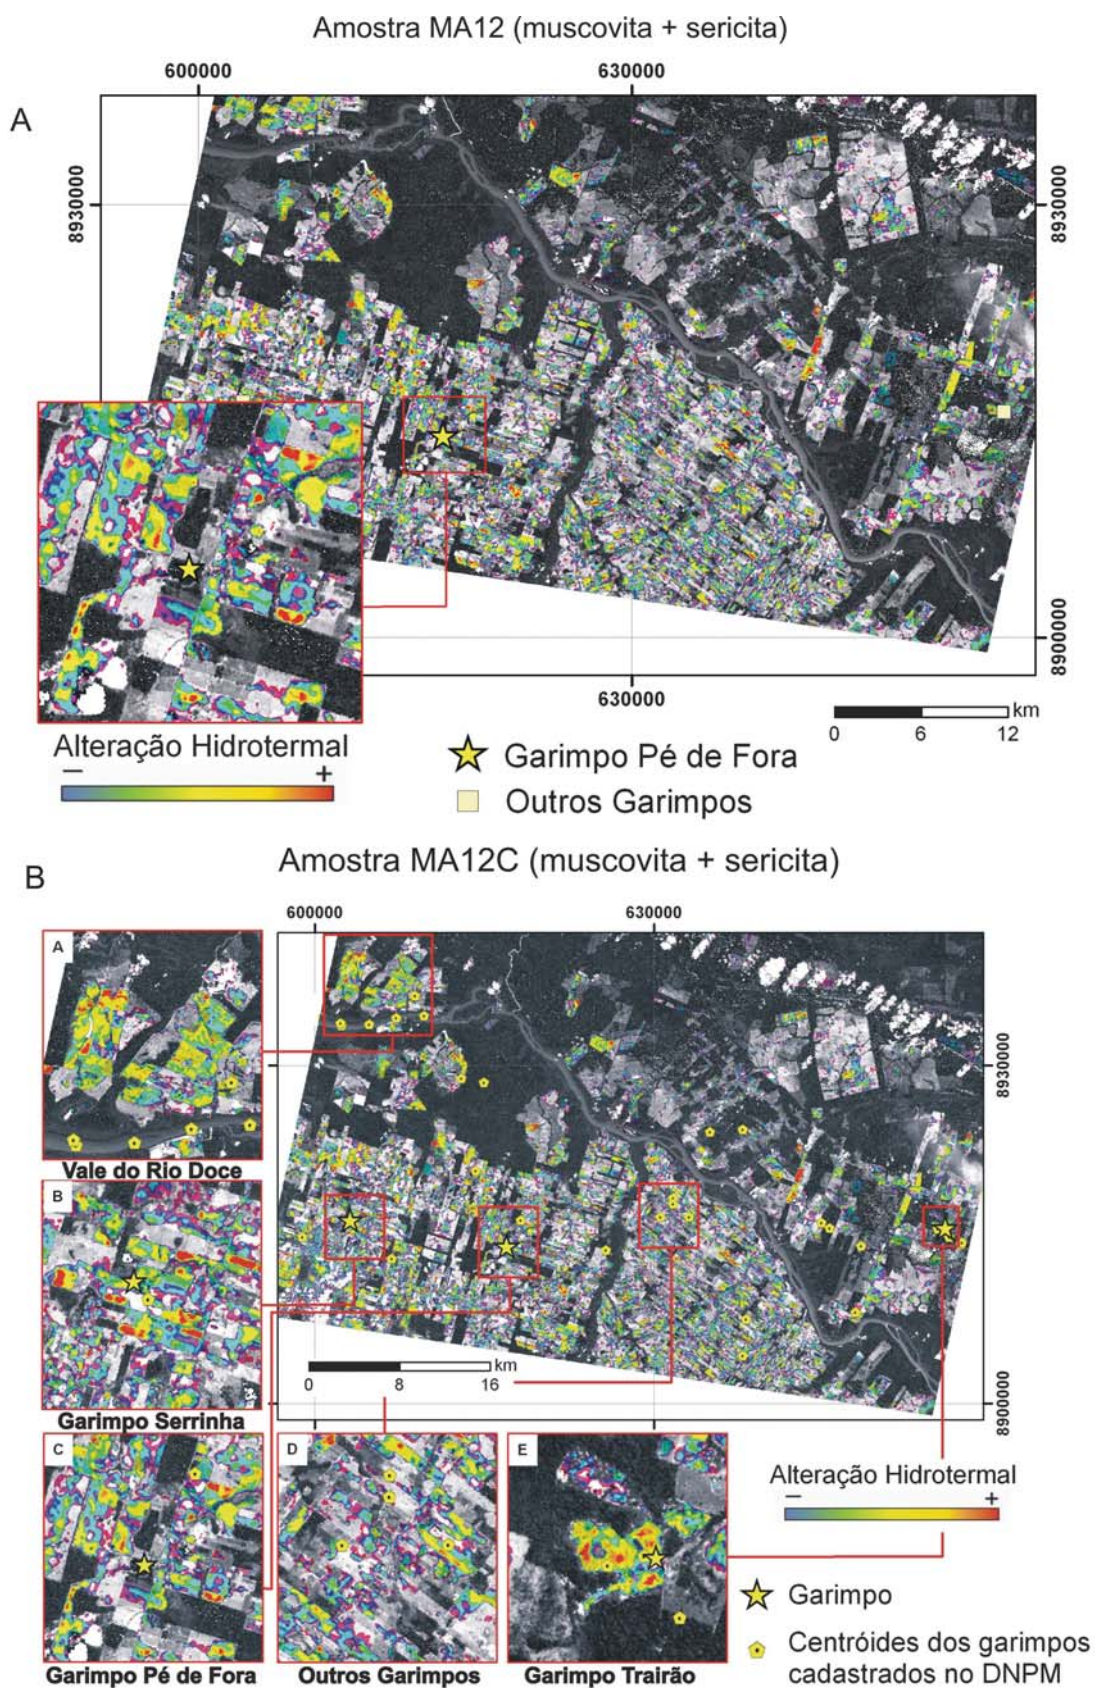 Amostra MA12 (muscovita + sericita)
600000
630000
A
8930000
8930000
8900000
630000
km
0 6 12
Alteração Hidrotermal
− +
Garimpo Pé de Fora
Outros Garimpos
Amostra MA12C (muscovita + sericita)
B
600000
630000
A
Vale do Rio Doce
8930000
B
Garimpo Serrinha
km
0 8 16
8900000
630000
C
Garimpo Pé de Fora
D
Outros Garimpos
E
Garimpo Trairão
Alteração Hidrotermal
− +
Garimpo
Centróides dos garimpos
cadastrados no DNPM